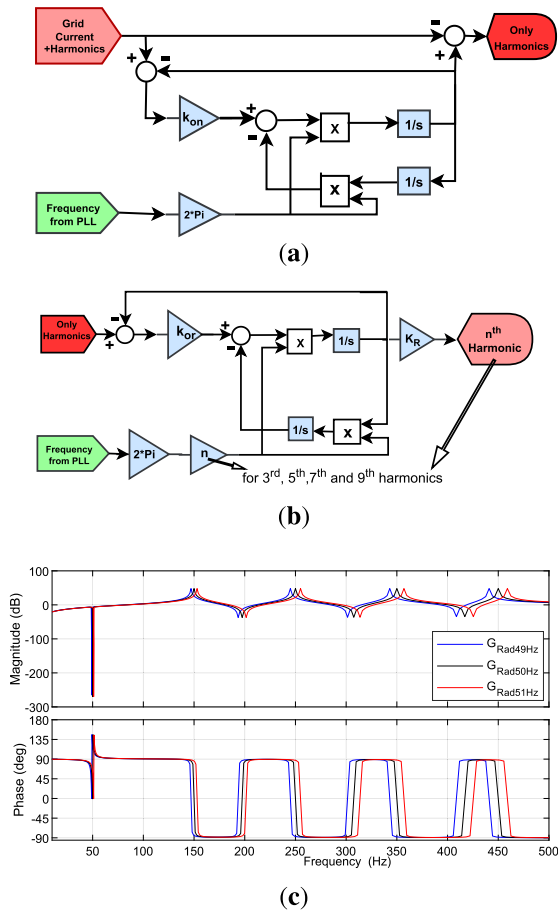 Grid
Current
+Harmonics
Only
Harmonics
+
-
-
+
k_on
+
-
x
1/s
1/s
x
Frequency
from PLL
2*Pi
(a)
-
+
Only
Harmonics
k_or
+
-
x
1/s
K_R
n^th
Harmonic
1/s
x
Frequency
from PLL
2*Pi
n
for 3rd, 5th,7th and 9th harmonics
(b)
100
0
-100
-200
-300
Magnitude (dB)
G_Rad49Hz
G_Rad50Hz
G_Rad51Hz
180
135
90
45
0
-45
-90
Phase (deg)
50 100 150 200 250 300 350 400 450 500
Frequency (Hz)
(c)